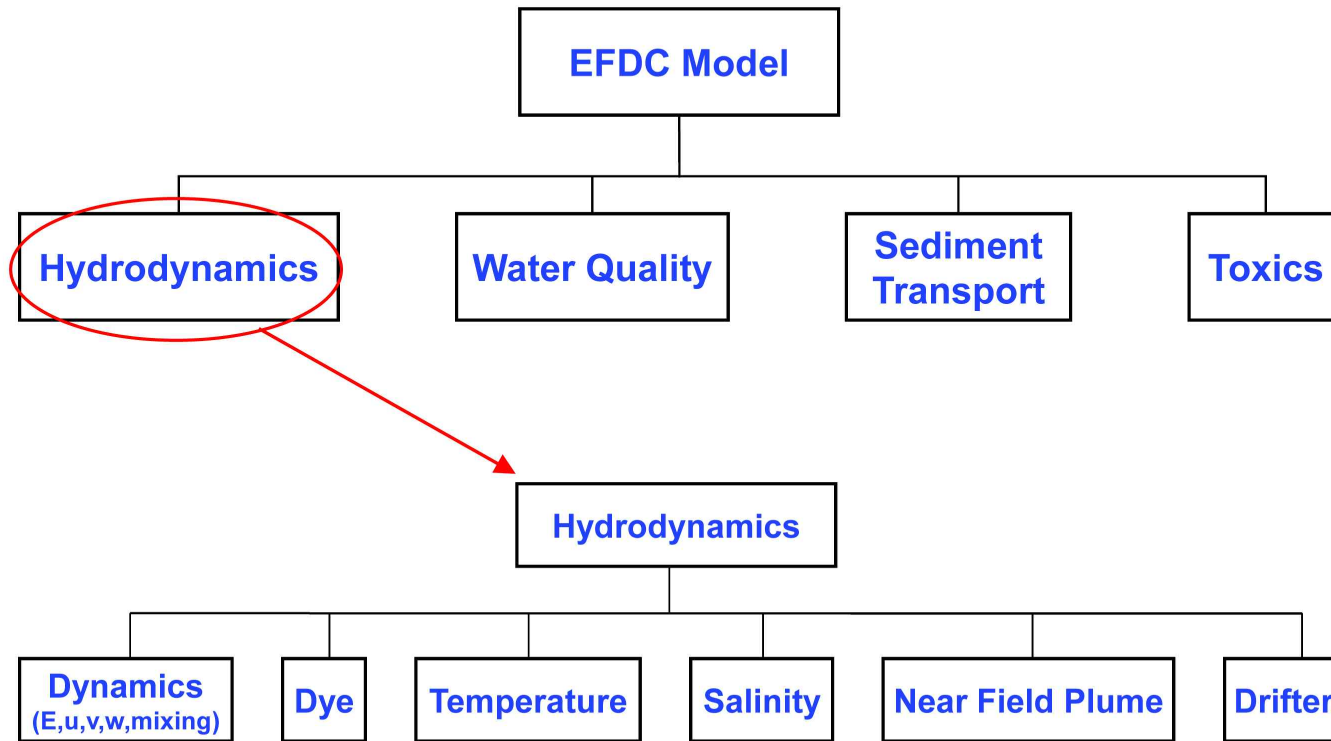 EFDC Model
Hydrodynamics
Water Quality
Sediment
Transport
Toxics
Hydrodynamics
Dynamics
(E,u,v,w,mixing)
Dye
Temperature
Salinity
Near Field Plume
Drifter